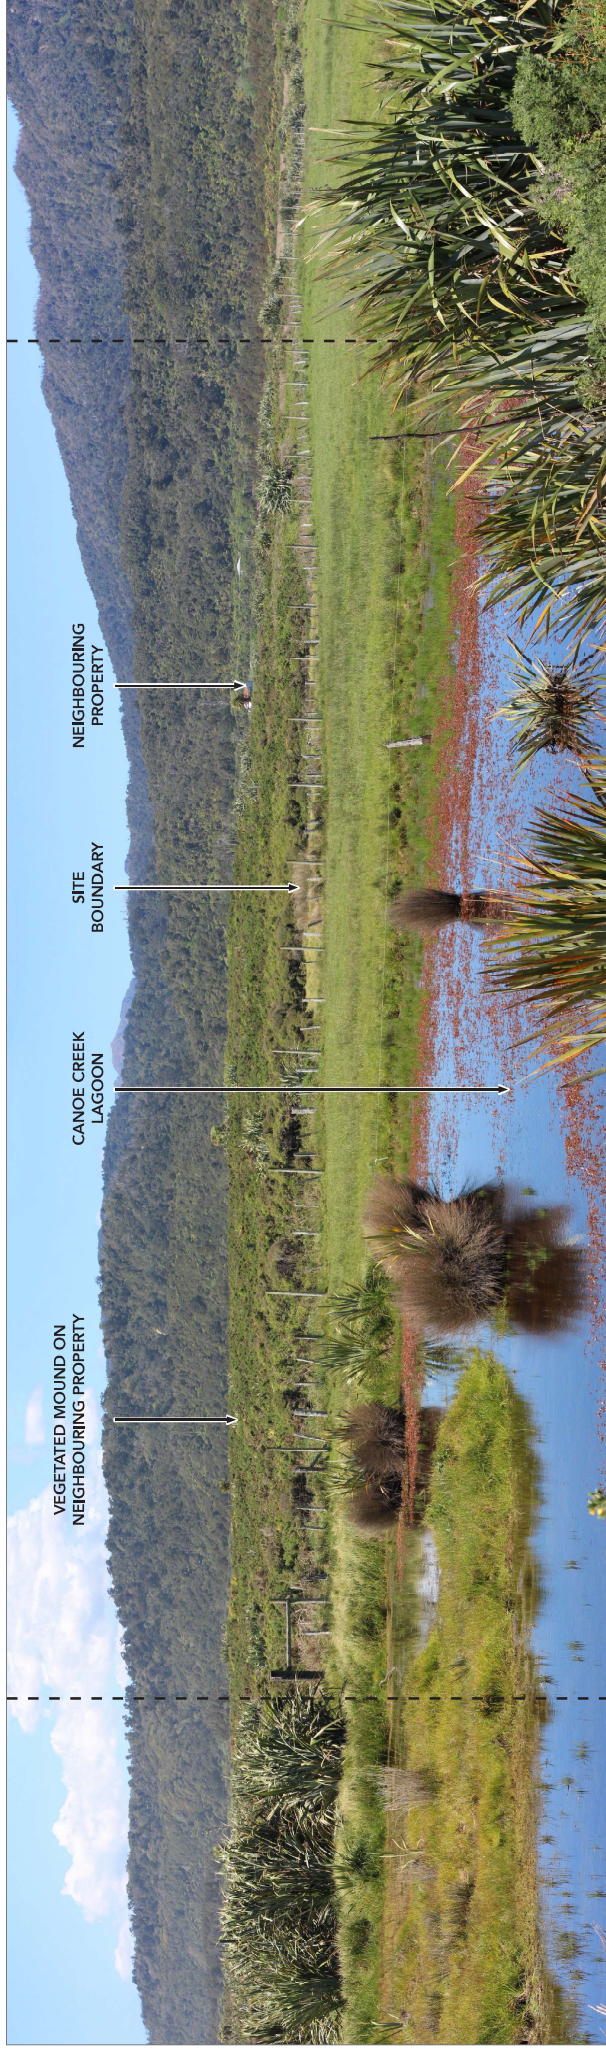 VEGETATED MOUND ON
NEIGHBOURING PROPERTY
CANOE CREEK
LAGOON
SITE
BOUNDARY
NEIGHBOURING
PROPERTY